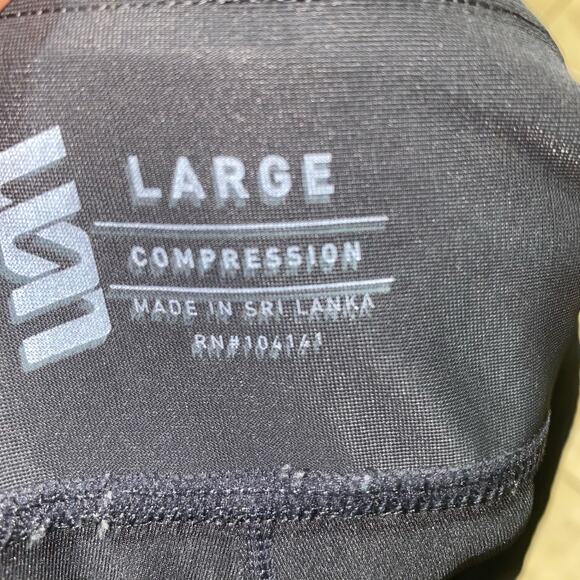 LARGE
COMPRESSION
MADE IN SRI LANKA
RN#104141